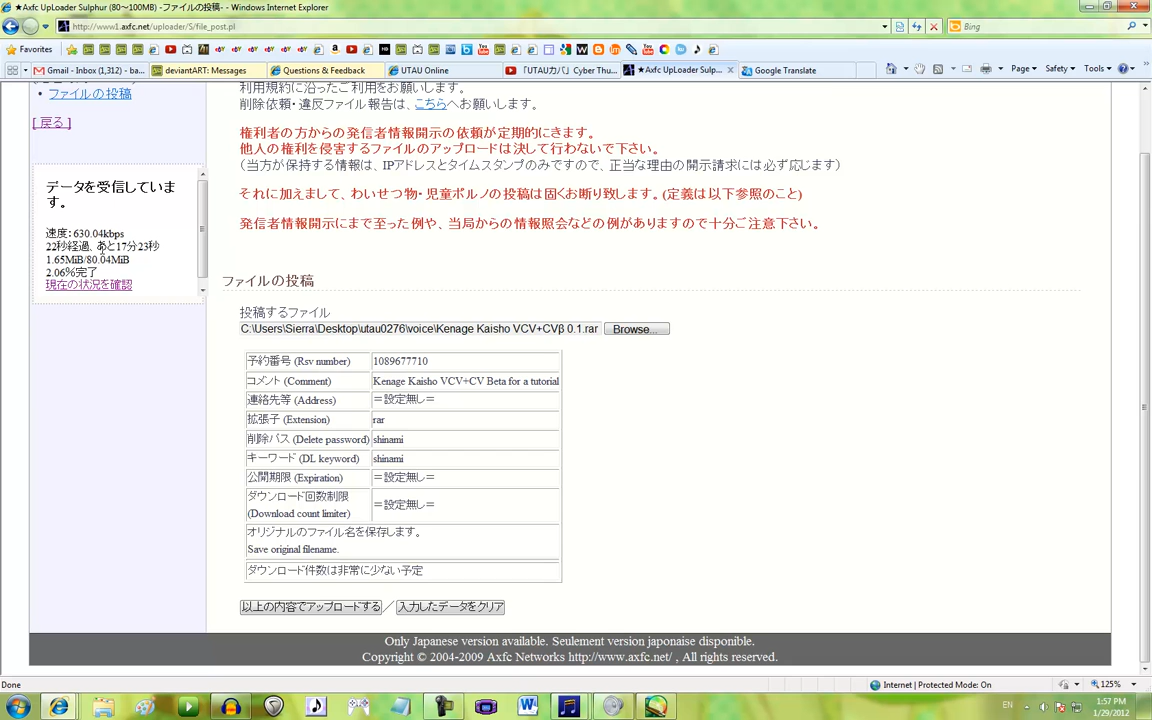 ★Axfc UpLoader Sulphur (80～100MB) -ファイルの投稿- - Windows Internet Explorer
http://www1.axfc.net/uploader/S/file_post.pl
Bing
Favorites
Gmail - Inbox (1,312) - ba...
deviantART: Messages
Questions & Feedback
UTAU Online
「UTAUカバ」Cyber Thu...
★Axfc UpLoader Sulp...
Google Translate
Page
Safety
Tools
・ファイルの投稿
[ 戻る ]
データを受信していま
す。
速度：630.04kbps
22秒経過、あと17分23秒
1.65MiB/80.04MiB
2.06%完了
現在の状況を確認
利用規約に沿ったご利用をお願いします。
削除依頼・違反ファイル報告は、こちらへお願いします。
権利者の方からの発信者情報開示の依頼が定期的にきます。
他人の権利を侵害するファイルのアップロードは決して行わないで下さい。
（当方が保持する情報は、IPアドレスとタイムスタンプのみですので、正当な理由の開示請求には必ず応じます）
それに加えまして、わいせつ物・児童ポルノの投稿は固くお断り致します。(定義は以下参照のこと)
発信者情報開示にまで至った例や、当局からの情報照会などの例がありますので十分ご注意下さい。
ファイルの投稿
投稿するファイル
C:\Users\Sierra\Desktop\utau0276\voice\Kenage Kaisho VCV+CVβ 0.1.rar Browse...
予約番号 (Rsv number) 1089677710
コメント (Comment) Kenage Kaisho VCV+CV Beta for a tutorial
連絡先等 (Address) ＝設定無し＝
拡張子 (Extension) rar
削除パス (Delete password) shinami
キーワード (DL keyword) shinami
公開期限 (Expiration) ＝設定無し＝
ダウンロード回数制限
(Download count limiter) ＝設定無し＝
オリジナルのファイル名を保存します。
Save original filename.
ダウンロード件数は非常に少ない予定
以上の内容でアップロードする／入力したデータをクリア
Only Japanese version available. Seulement version japonaise disponible.
Copyright © 2004-2009 Axfc Networks http://www.axfc.net/ , All rights reserved.
Done
Internet | Protected Mode: On
125%
EN
1:57 PM
1/29/2012